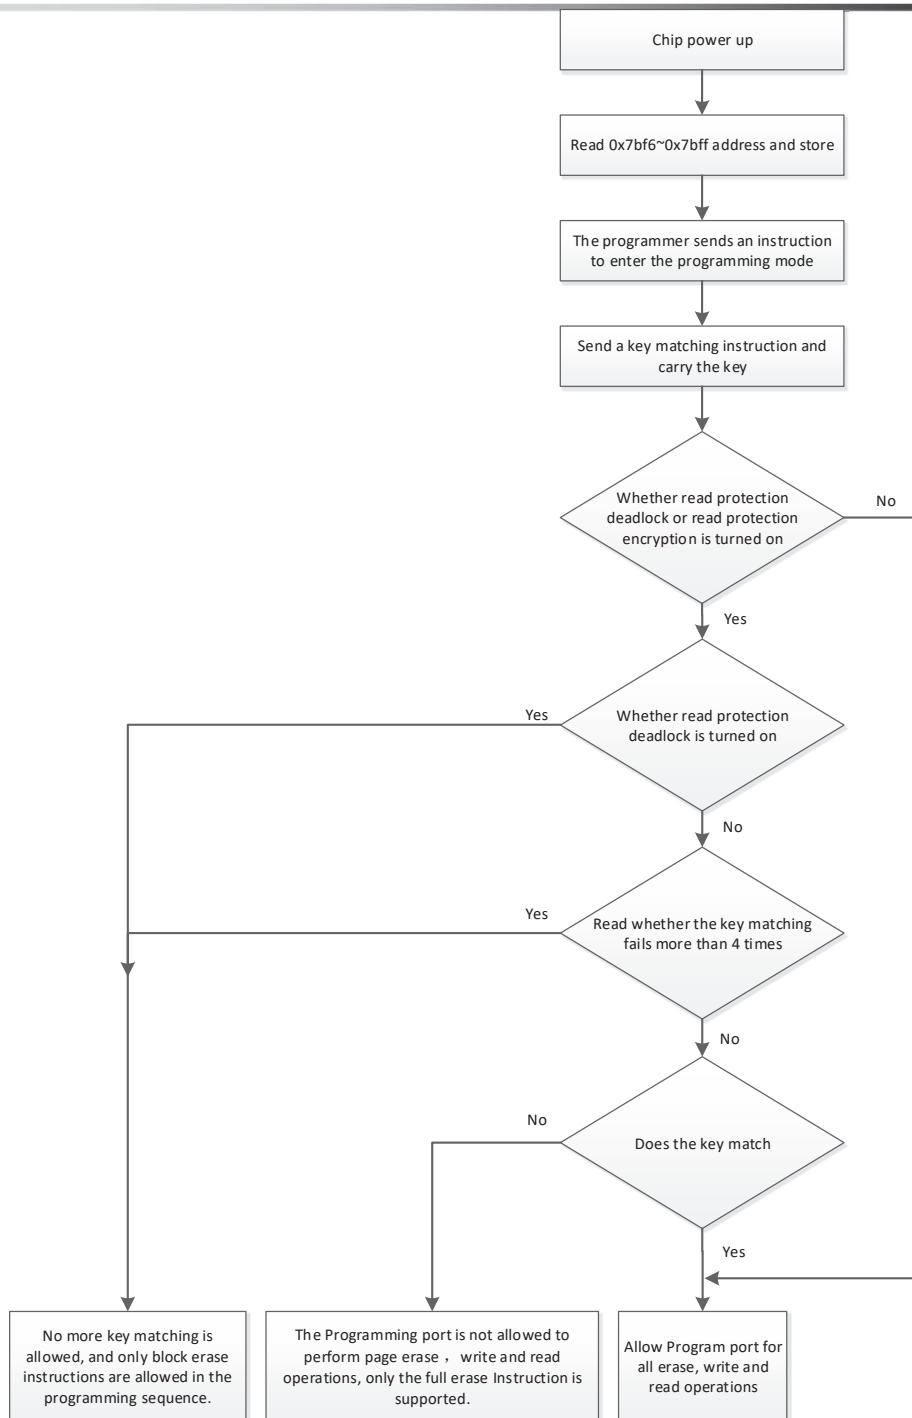 Chip power up
Read 0x7bf6~0x7bff address and store
The programmer sends an instruction
to enter the programming mode
Send a key matching instruction and
carry the key
Whether read protection
deadlock or read protection
encryption is turned on
No
Yes
Whether read protection
deadlock is turned on
Yes
No
Read whether the key matching
fails more than 4 times
Yes
No
Does the key match
No
Yes
No more key matching is
allowed, and only block erase
instructions are allowed in the
programming sequence.
The Programming port is not allowed to
perform page erase ，write and read
operations, only the full erase Instruction is
supported.
Allow Program port for
all erase, write and
read operations